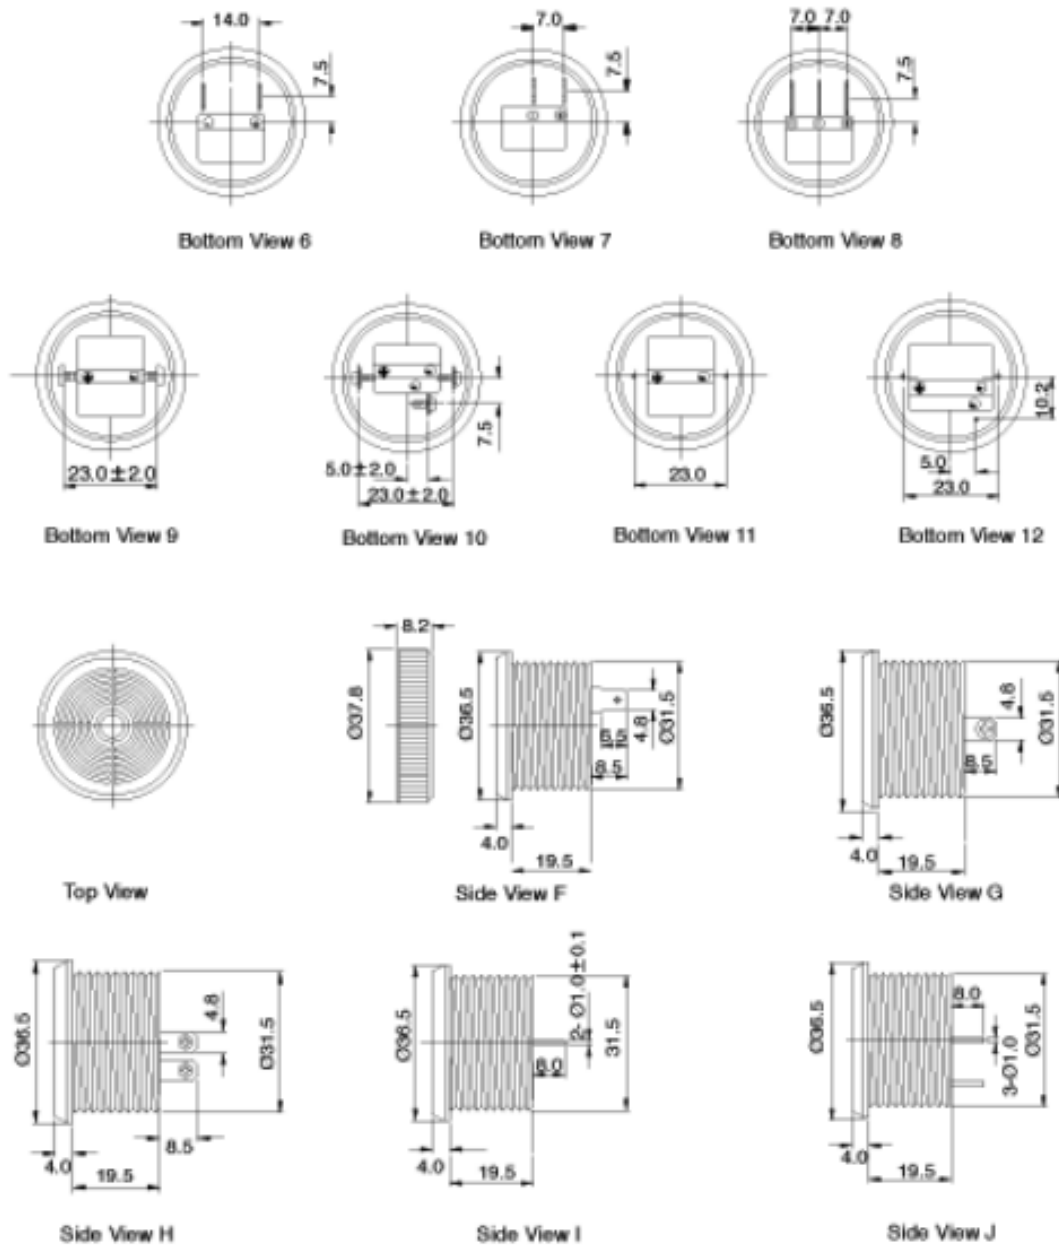 14.0
7.5
7.0
7.5
7.0 7.0
7.5
Bottom View 6
Bottom View 7
Bottom View 8
23.0±2.0
5.0±2.0
23.0±2.0
7.5
23.0
5.0
23.0
10.2
Bottom View 9
Bottom View 10
Bottom View 11
Bottom View 12
8.2
Ø37.8
Ø36.5
+
4.8
Ø31.5
8.5
4.0
19.5
Ø36.5
4.8
Ø31.5
8.5
4.0
19.5
Top View
Side View F
Side View G
Ø36.5
4.8
Ø31.5
8.5
4.0
19.5
Ø36.5
2-Ø1.0±0.1
31.5
8.0
4.0
19.5
Ø36.5
8.0
3-Ø1.0
Ø31.5
4.0
19.5
Side View H
Side View I
Side View J